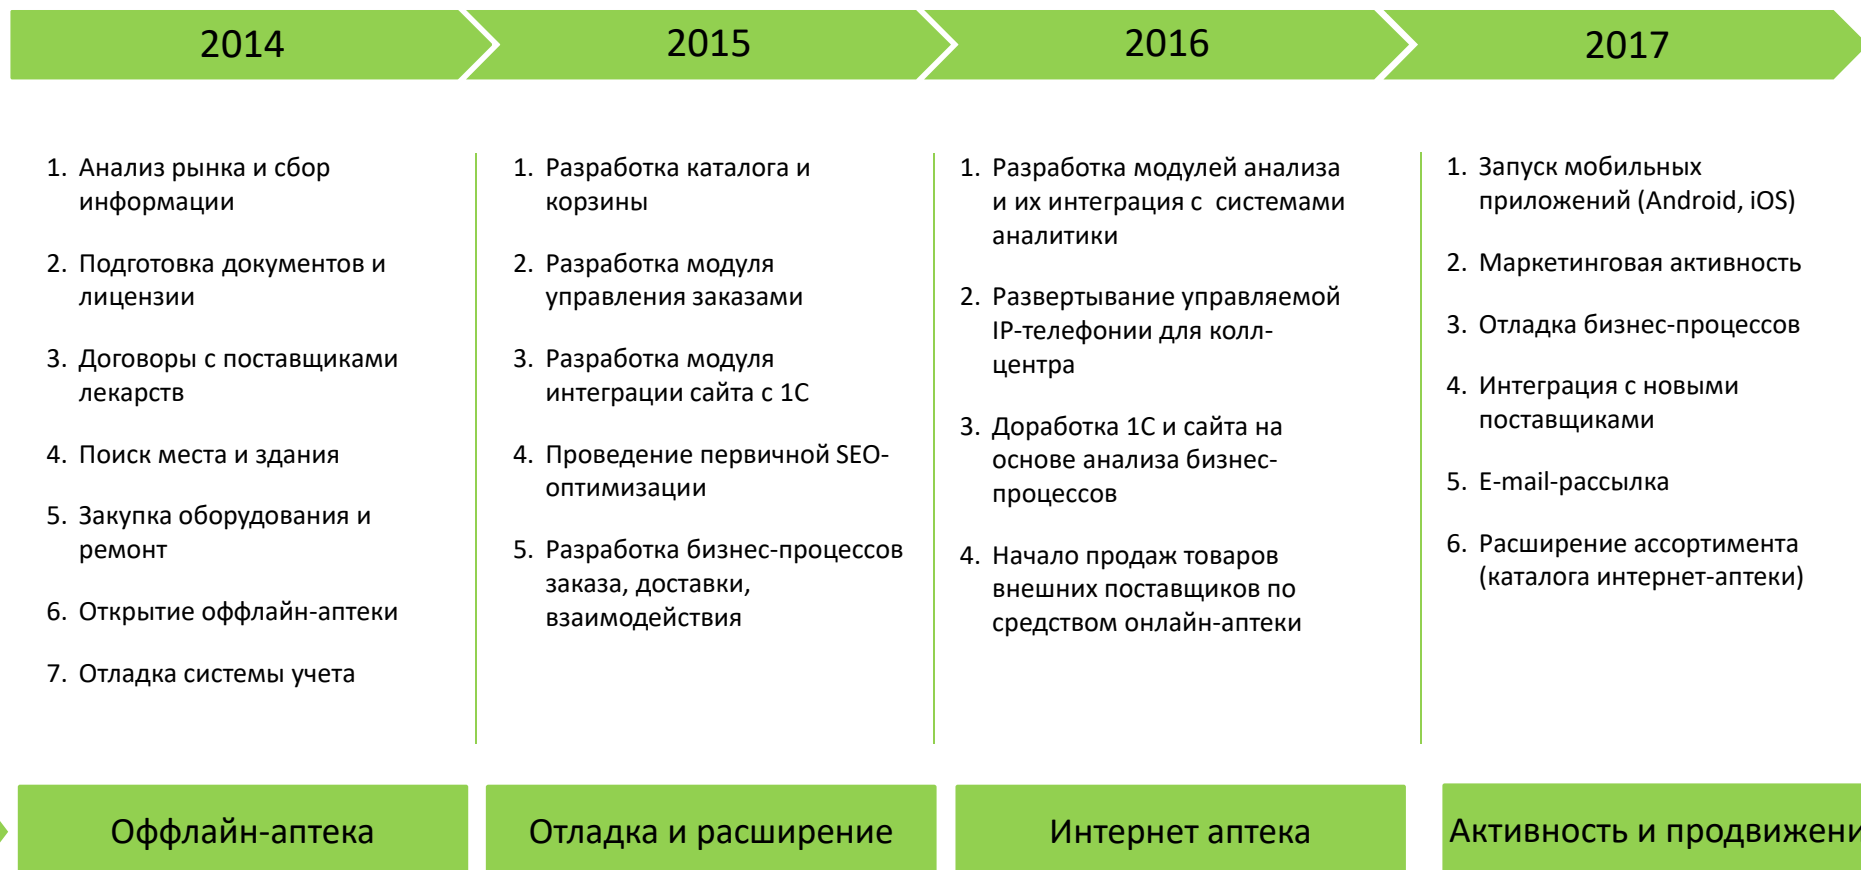 2014
2015
2016
2017
1. Анализ рынка и сбор
информации
2. Подготовка документов и
лицензии
3. Договоры с поставщиками
лекарств
4. Поиск места и здания
5. Закупка оборудования и
ремонт
6. Открытие оффлайн-аптеки
7. Отладка системы учета
1. Разработка каталога и
корзины
2. Разработка модуля
управления заказами
3. Разработка модуля
интеграции сайта с 1С
4. Проведение первичной SEO-
оптимизации
5. Разработка бизнес-процессов
заказа, доставки,
взаимодействия
1. Разработка модулей анализа
и их интеграция с системами
аналитики
2. Развертывание управляемой
IP-телефонии для колл-
центра
3. Доработка 1С и сайта на
основе анализа бизнес-
процессов
4. Начало продаж товаров
внешних поставщиков по
средством онлайн-аптеки
1. Запуск мобильных
приложений (Android, iOS)
2. Маркетинговая активность
3. Отладка бизнес-процессов
4. Интеграция с новыми
поставщиками
5. E-mail-рассылка
6. Расширение ассортимента
(каталога интернет-аптеки)
Оффлайн-аптека
Отладка и расширение
Интернет аптека
Активность и продвижени